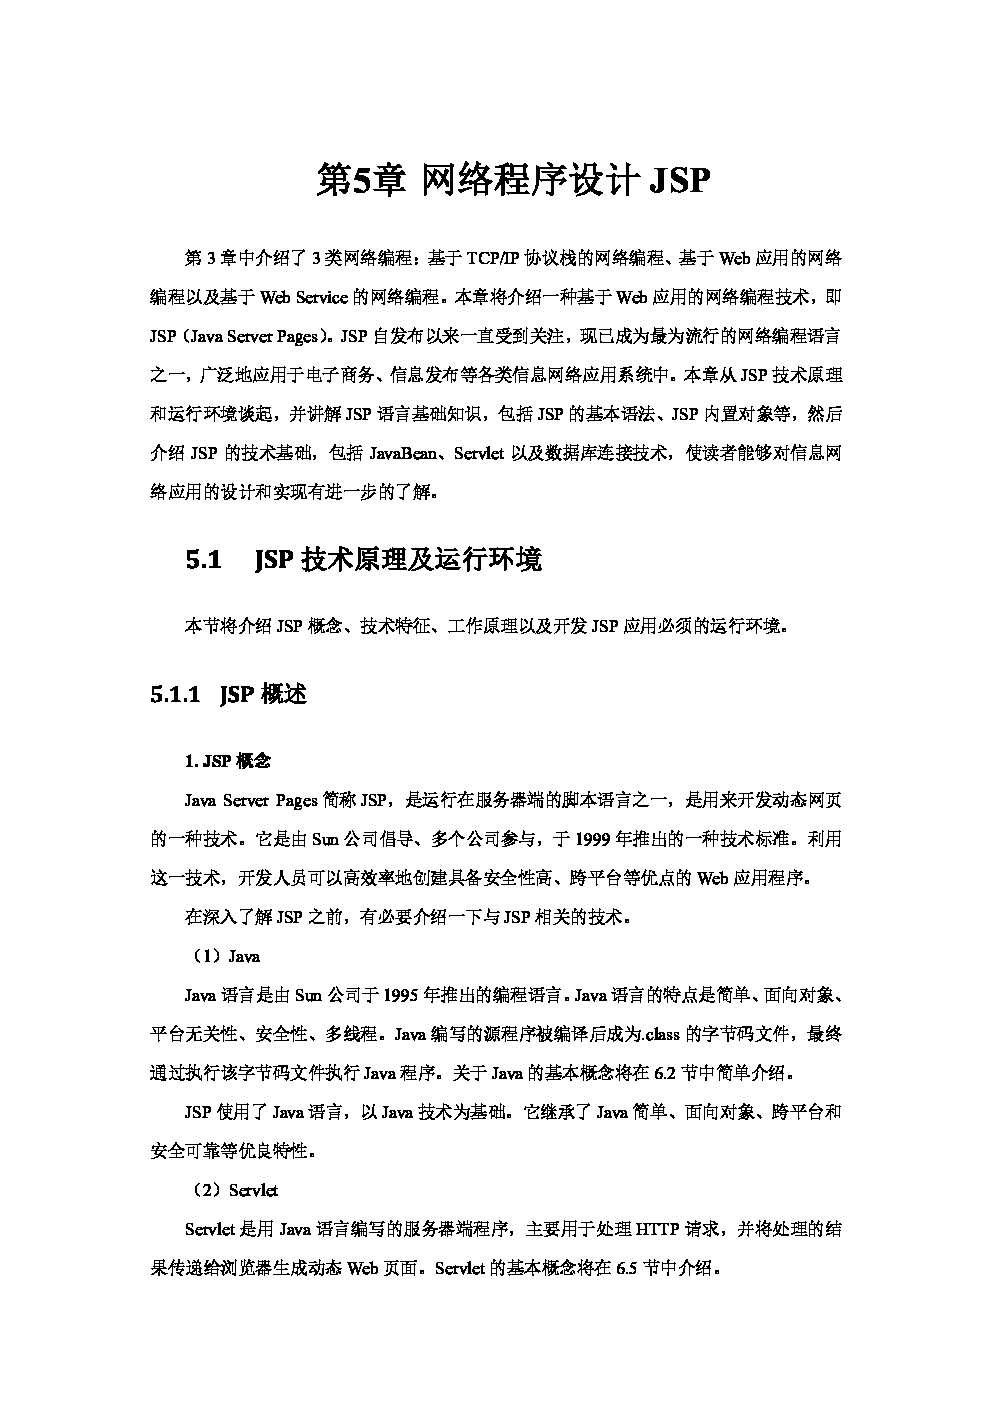 第5章 网络程序设计 JSP
第 3 章中介绍了 3 类网络编程：基于 TCP/IP 协议栈的网络编程、基于 Web 应用的网络
编程以及基于 Web Service 的网络编程。本章将介绍一种基于 Web 应用的网络编程技术，即
JSP（Java Server Pages）。JSP 自发布以来一直受到关注，现已成为最为流行的网络编程语言
之一，广泛地应用于电子商务、信息发布等各类信息网络应用系统中。本章从 JSP 技术原理
和运行环境谈起，并讲解 JSP 语言基础知识，包括 JSP 的基本语法、JSP 内置对象等，然后
介绍 JSP 的技术基础，包括 JavaBean、Servlet 以及数据库连接技术，使读者能够对信息网
络应用的设计和实现有进一步的了解。
5.1 JSP 技术原理及运行环境
本节将介绍 JSP 概念、技术特征、工作原理以及开发 JSP 应用必须的运行环境。
5.1.1 JSP 概述
1. JSP 概念
Java Server Pages 简称 JSP，是运行在服务器端的脚本语言之一，是用来开发动态网页
的一种技术。它是由 Sun 公司倡导、多个公司参与，于 1999 年推出的一种技术标准。利用
这一技术，开发人员可以高效率地创建具备安全性高、跨平台等优点的 Web 应用程序。
在深入了解 JSP 之前，有必要介绍一下与 JSP 相关的技术。
（1）Java
Java 语言是由 Sun 公司于 1995 年推出的编程语言。Java 语言的特点是简单、面向对象、
平台无关性、安全性、多线程。Java 编写的源程序被编译后成为.class 的字节码文件，最终
通过执行该字节码文件执行 Java 程序。关于 Java 的基本概念将在 6.2 节中简单介绍。
JSP 使用了 Java 语言，以 Java 技术为基础。它继承了 Java 简单、面向对象、跨平台和
安全可靠等优良特性。
（2）Servlet
Servlet 是用 Java 语言编写的服务器端程序，主要用于处理 HTTP 请求，并将处理的结
果传递给浏览器生成动态 Web 页面。Servlet 的基本概念将在 6.5 节中介绍。